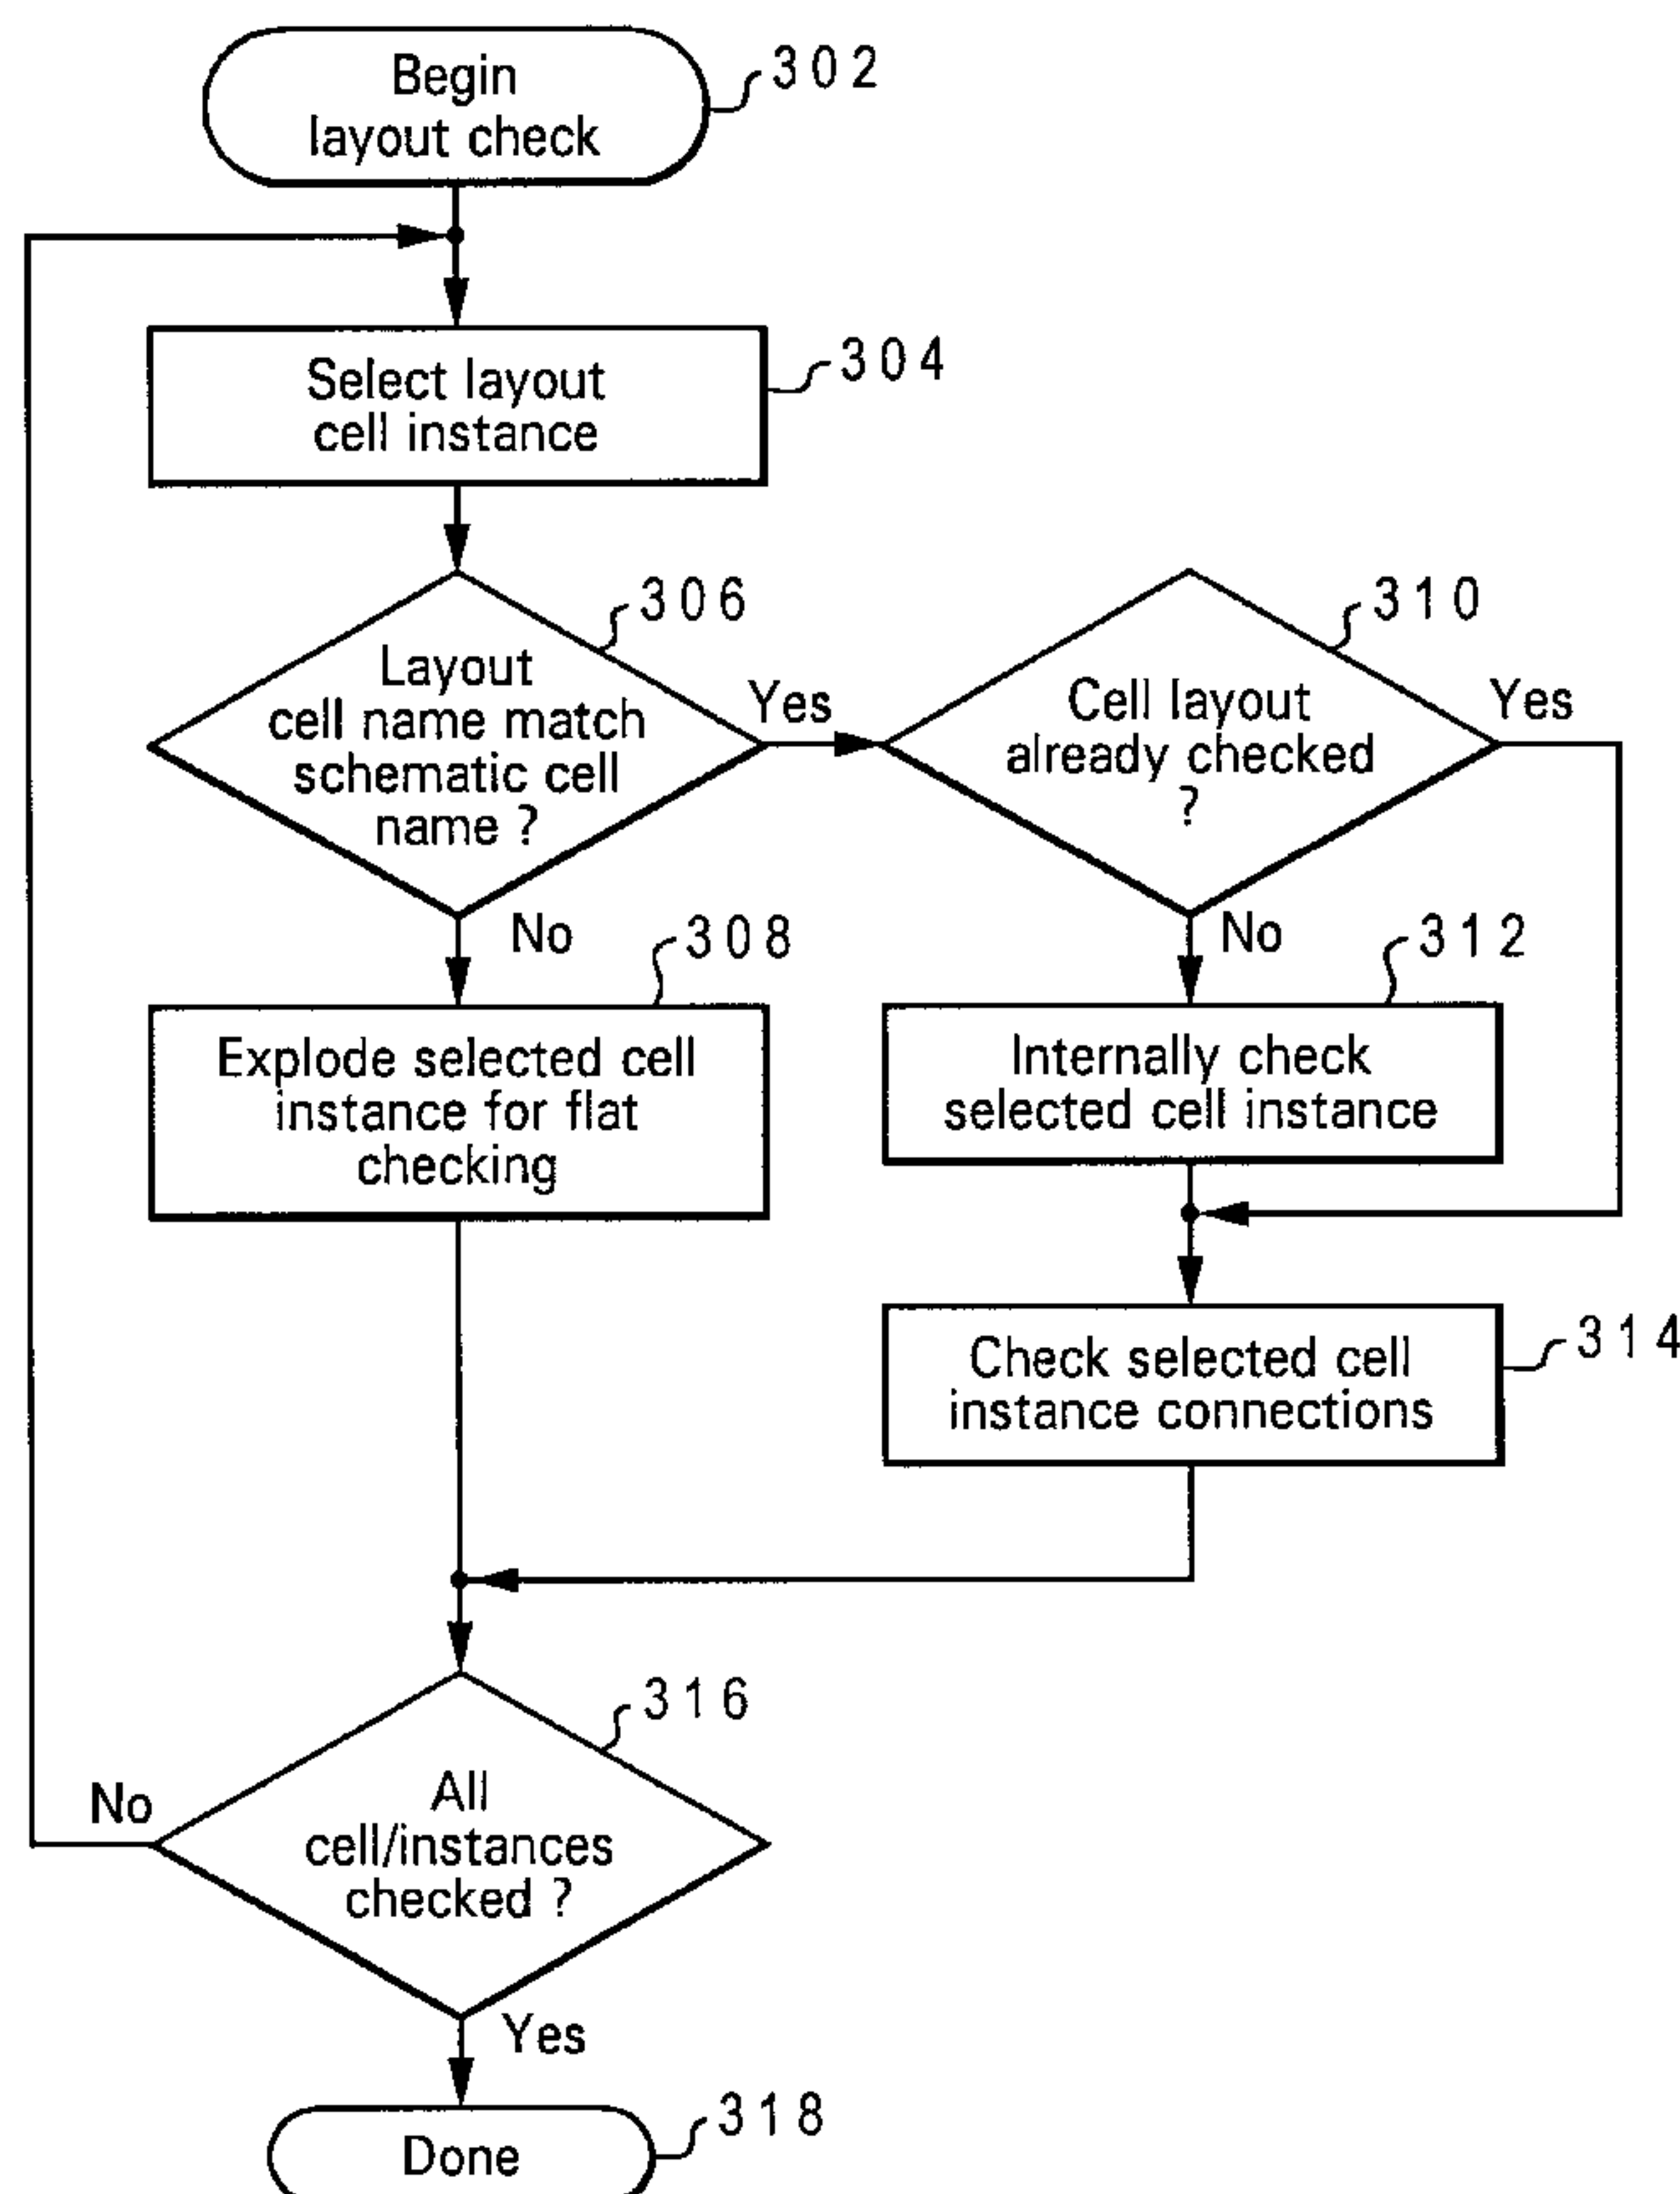 Begin
layout check
302
Select layout
cell instance
304
Layout
cell name match
schematic cell
name ?
306
Yes
No
Cell layout
already checked
?
310
Yes
No
Explode selected cell
instance for flat
checking
308
Internally check
selected cell instance
312
Check selected cell
instance connections
314
All
cell/instances
checked ?
316
No
Yes
Done
318